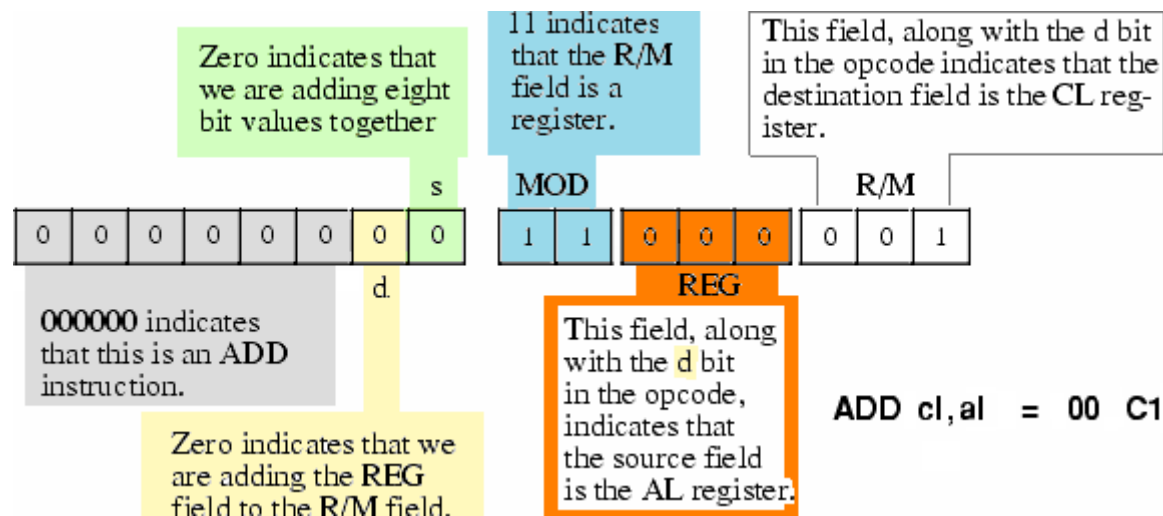 Zero indicates that
we are adding eight
bit values together
11 indicates
that the R/M
field is a
register.
This field, along with the d bit
in the opcode indicates that the
destination field is the CL reg-
ister.
s
MOD
R/M
0 0 0 0 0 0 0 0 1 1 0 0 0 0 0 1
d
REG
000000 indicates
that this is an ADD
instruction.
Zero indicates that we
are adding the REG
field to the R/M field.
This field, along
with the d bit
in the opcode,
indicates that
the source field
is the AL register.
ADD cl,al = 00 C1